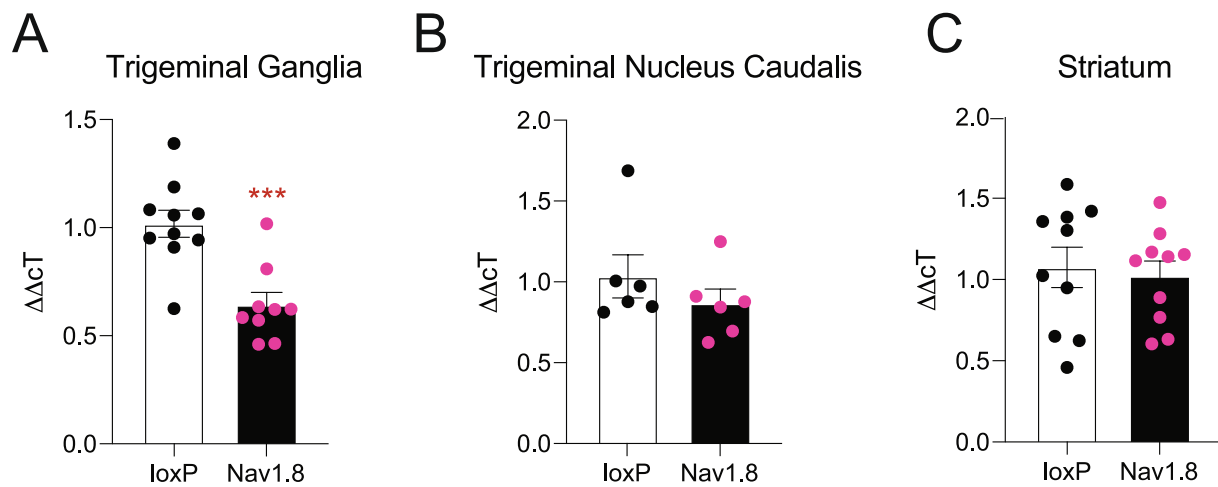 A
Trigeminal Ganglia
ΔΔcT
1.5
1.0
0.5
0.0
***
loxP Nav1.8
B
Trigeminal Nucleus Caudalis
ΔΔcT
2.0
1.5
1.0
0.5
0.0
loxP Nav1.8
C
Striatum
ΔΔcT
2.0
1.5
1.0
0.5
0.0
loxP Nav1.8